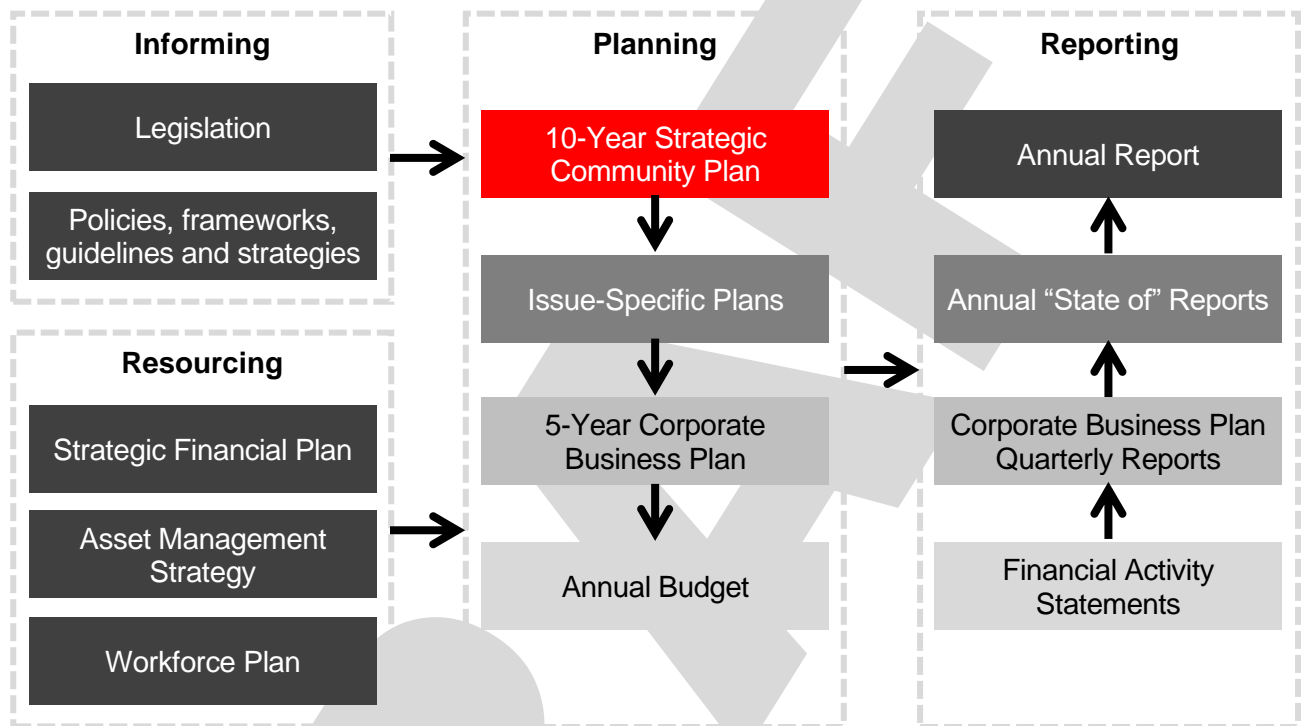 Informing
Legislation
Policies, frameworks,
guidelines and strategies
Resourcing
Strategic Financial Plan
Asset Management
Strategy
Workforce Plan
Planning
10-Year Strategic
Community Plan
Issue-Specific Plans
5-Year Corporate
Business Plan
Annual Budget
Reporting
Annual Report
Annual “State of” Reports
Corporate Business Plan
Quarterly Reports
Financial Activity
Statements